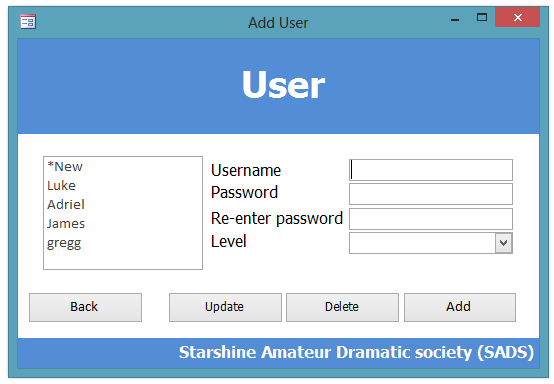 Add User
User
*New
Luke
Adriel
James
gregg
Username
Password
Re-enter password
Level
Back
Update
Delete
Add
Starshine Amateur Dramatic society (SADS)